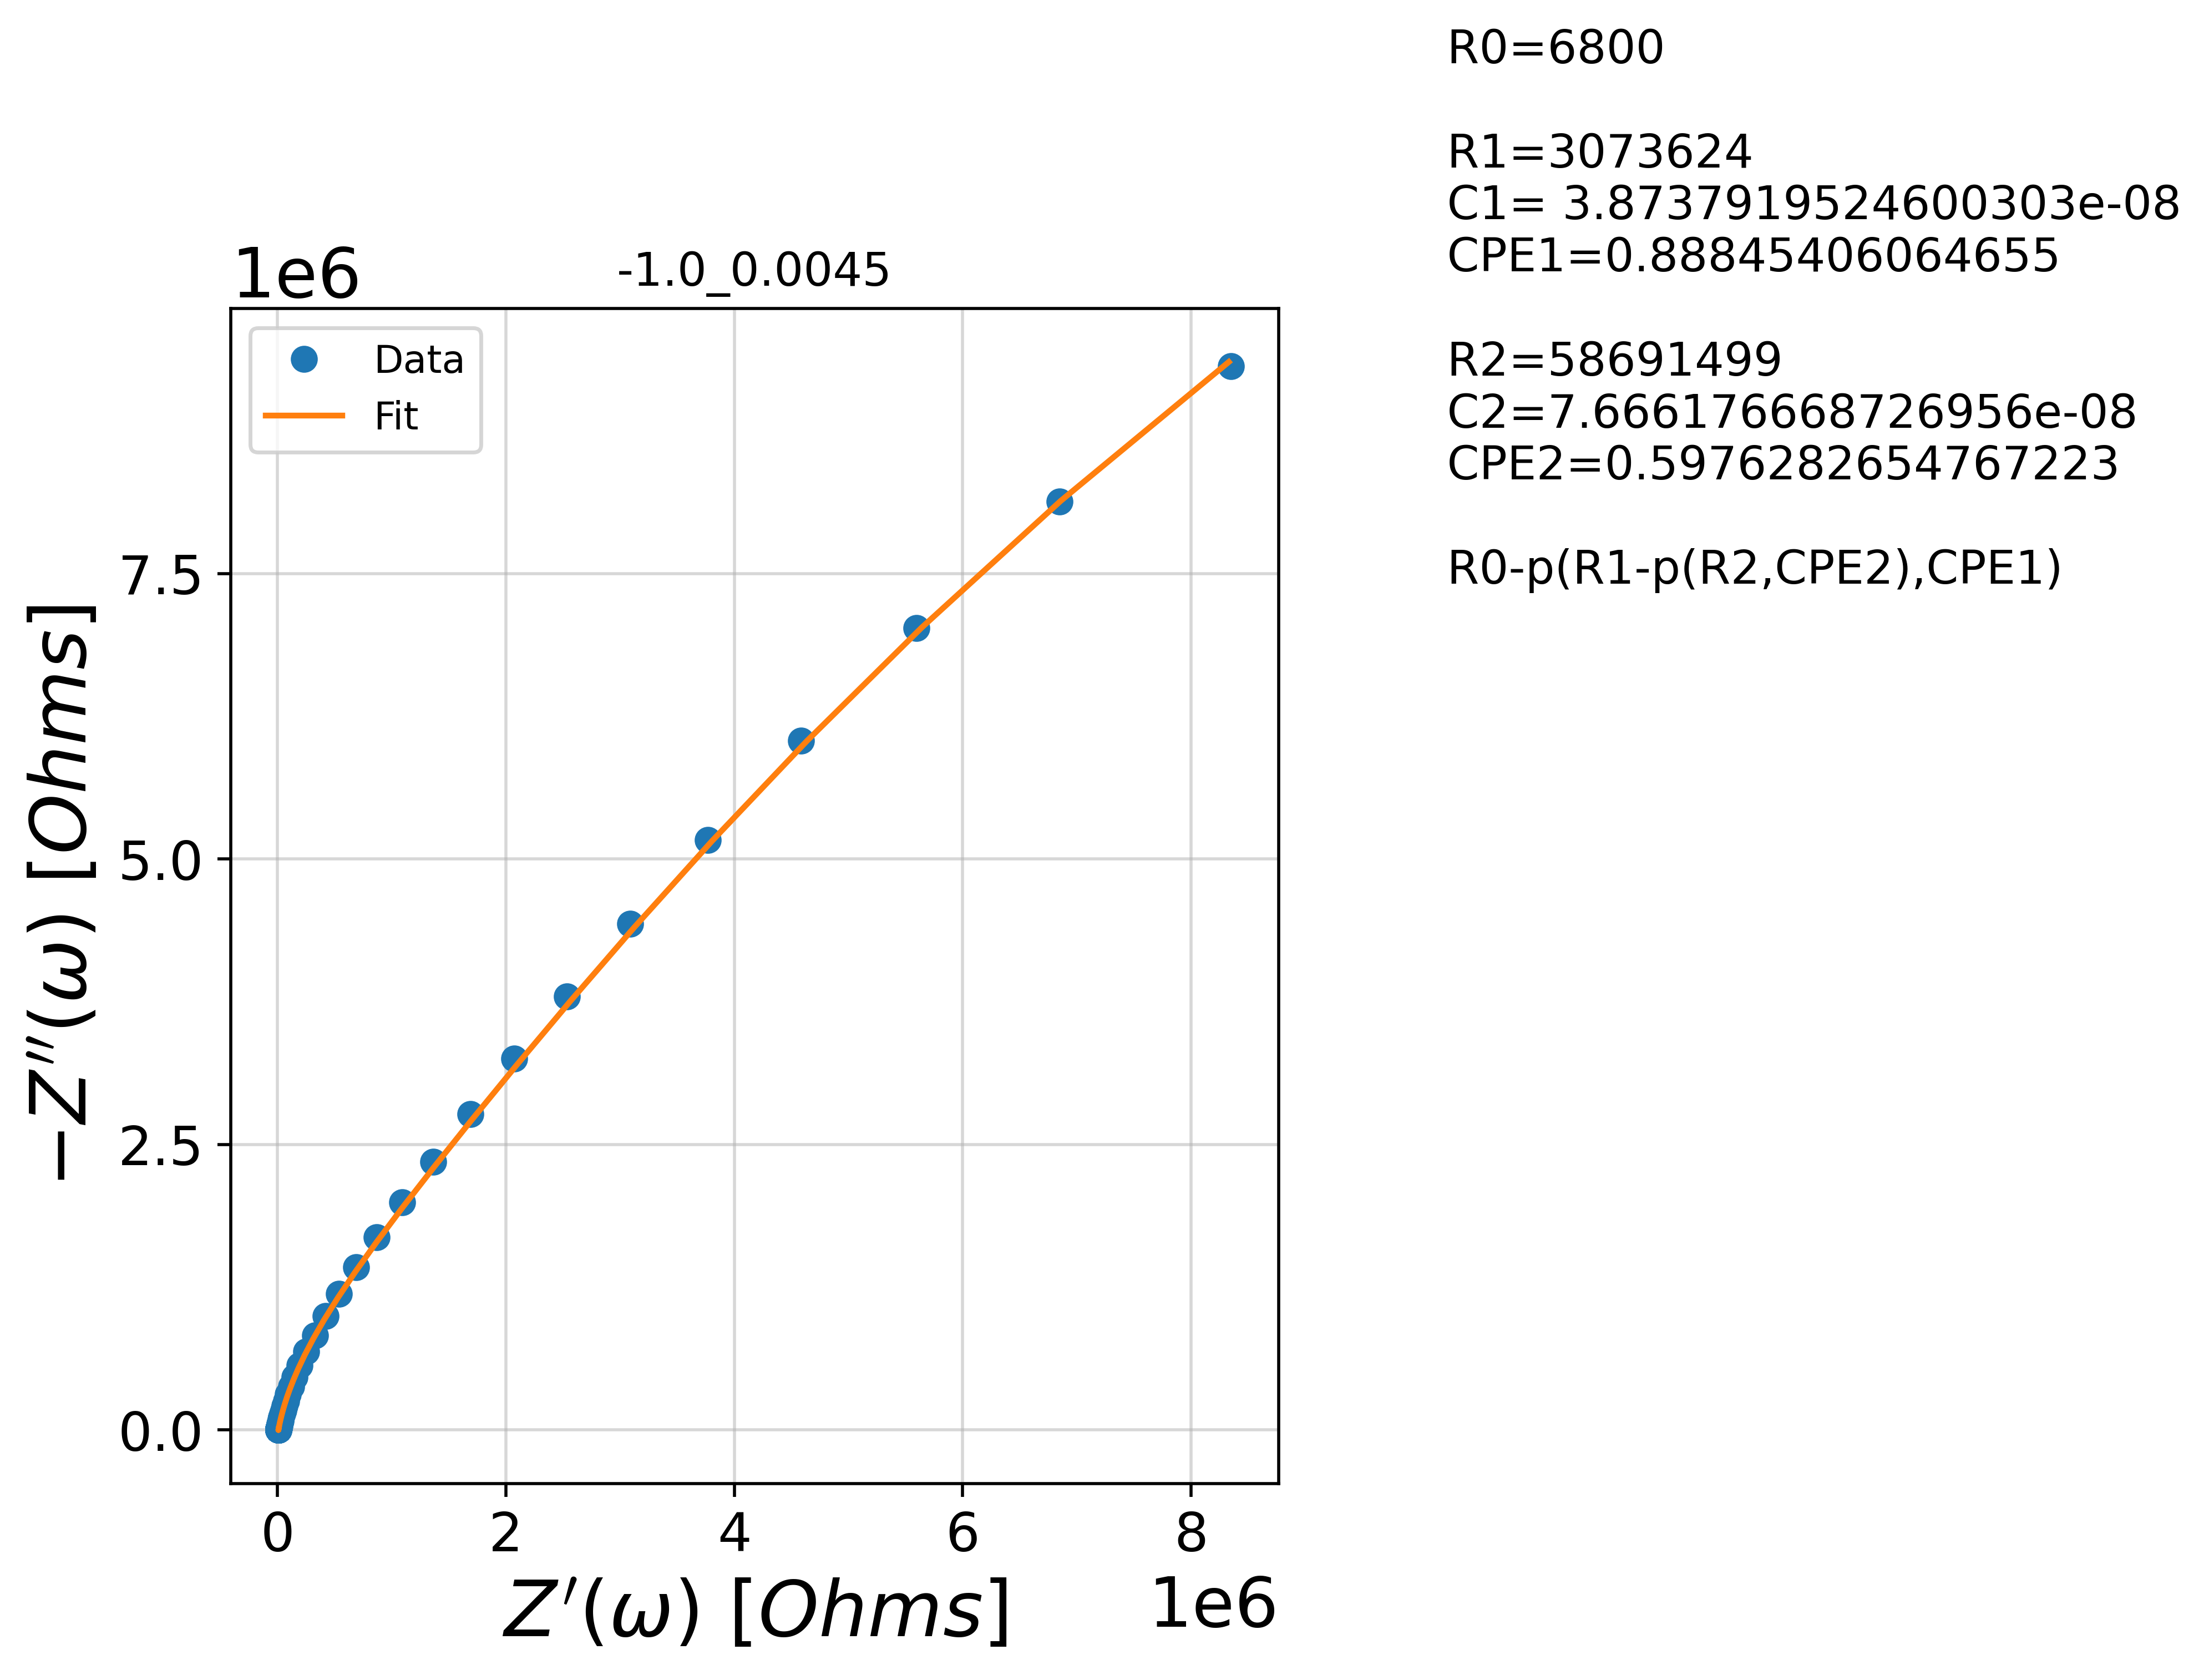 R0=6800
R1=3073624
C1= 3.8737919524600303e-08
CPE1=0.88845406064655
R2=58691499
C2=7.666176668726956e-08
CPE2=0.5976282654767223
R0-p(R1-p(R2,CPE2),CPE1)
1e6
-1.0_0.0045
Data
Fit
7.5
5.0
2.5
0.0
−Z′′(ω) [Ohms]
0 2 4 6 8
Z′(ω) [Ohms]
1e6